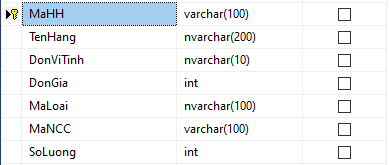 MaHH varchar(100)
TenHang nvarchar(200)
DonViTinh nvarchar(10)
DonGia int
MaLoai nvarchar(100)
MaNCC varchar(100)
SoLuong int